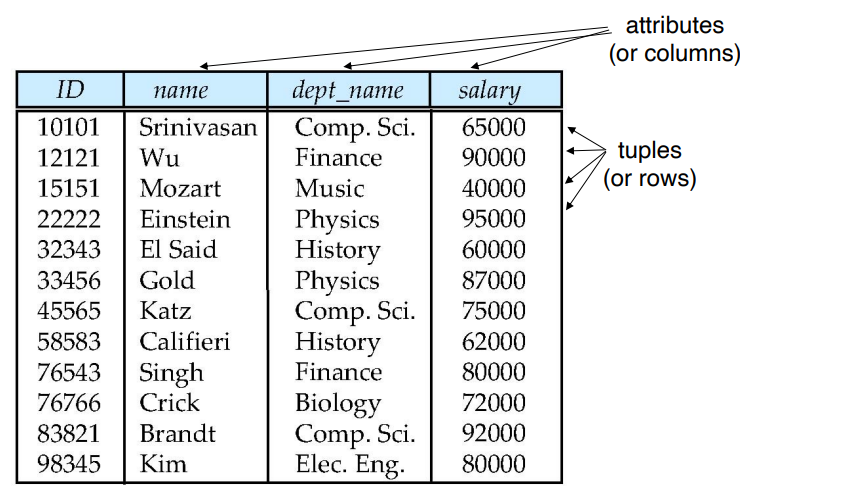 attributes
(or columns)
ID name dept_name salary
10101 Srinivasan Comp. Sci. 65000
12121 Wu Finance 90000
15151 Mozart Music 40000
22222 Einstein Physics 95000
32343 El Said History 60000
33456 Gold Physics 87000
45565 Katz Comp. Sci. 75000
58583 Califieri History 62000
76543 Singh Finance 80000
76766 Crick Biology 72000
83821 Brandt Comp. Sci. 92000
98345 Kim Elec. Eng. 80000
tuples
(or rows)